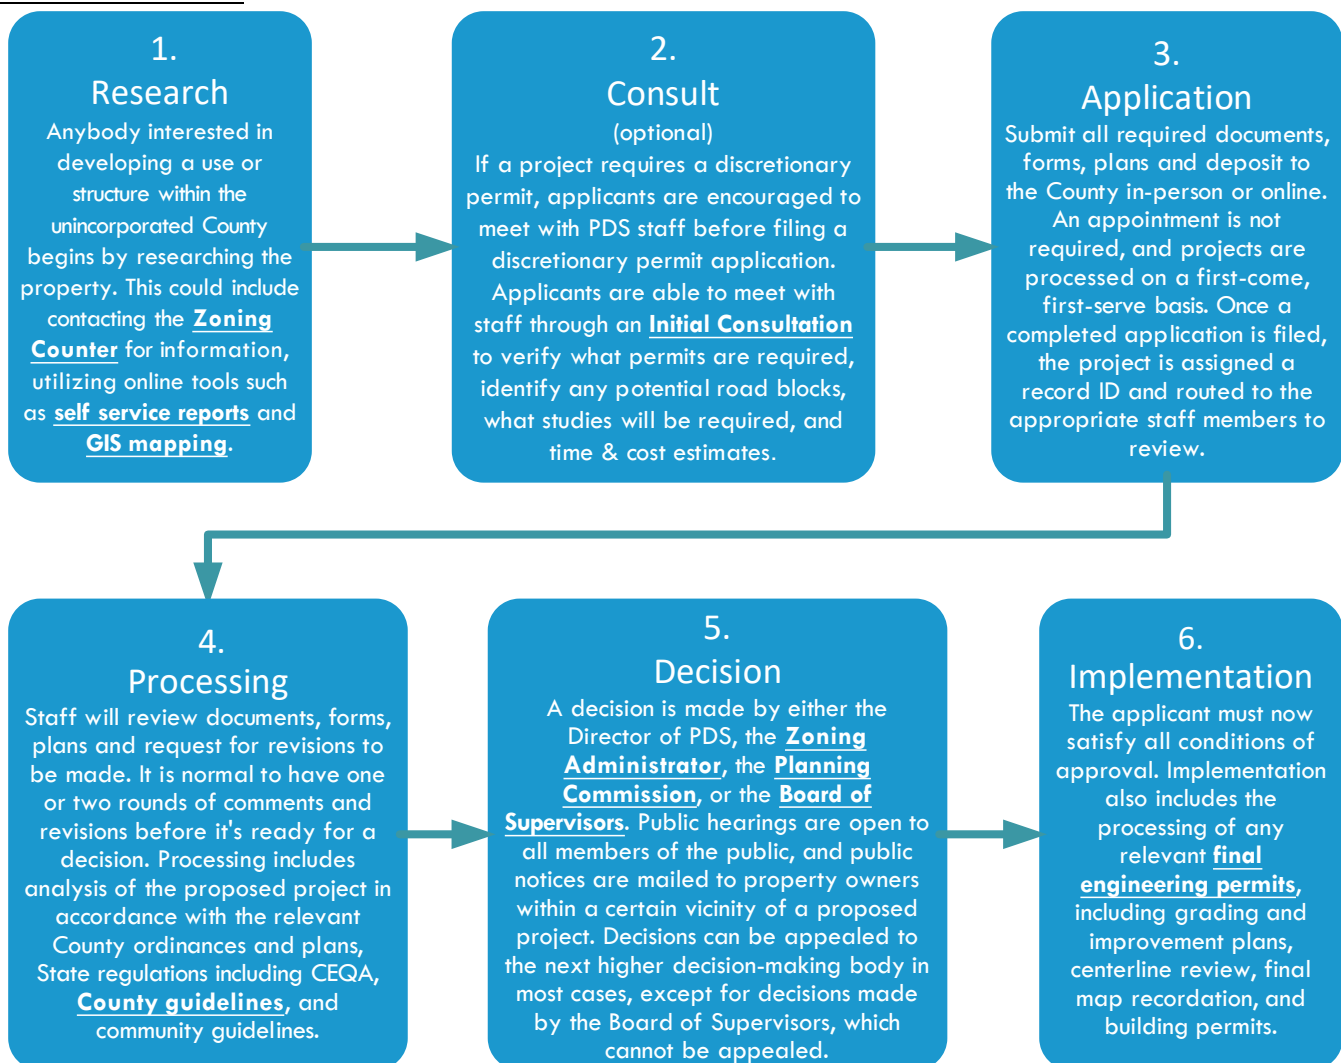 1.
Research
Anybody interested in
developing a use or
structure within the
unincorporated County
begins by researching the
property. This could include
contacting the Zoning
Counter for information,
utilizing online tools such
as self service reports and
GIS mapping.
2.
Consult
(optional)
If a project requires a discretionary
permit, applicants are encouraged to
meet with PDS staff before filing a
discretionary permit application.
Applicants are able to meet with
staff through an Initial Consultation
to verify what permits are required,
identify any potential road blocks,
what studies will be required, and
time & cost estimates.
3.
Application
Submit all required documents,
forms, plans and deposit to
the County in-person or online.
An appointment is not
required, and projects are
processed on a first-come,
first-serve basis. Once a
completed application is filed,
the project is assigned a
record ID and routed to the
appropriate staff members to
review.
4.
Processing
Staff will review documents, forms,
plans and request for revisions to
be made. It is normal to have one
or two rounds of comments and
revisions before it's ready for a
decision. Processing includes
analysis of the proposed project in
accordance with the relevant
County ordinances and plans,
State regulations including CEQA,
County guidelines, and
community guidelines.
5.
Decision
A decision is made by either the
Director of PDS, the Zoning
Administrator, the Planning
Commission, or the Board of
Supervisors. Public hearings are open to
all members of the public, and public
notices are mailed to property owners
within a certain vicinity of a proposed
project. Decisions can be appealed to
the next higher decision-making body in
most cases, except for decisions made
by the Board of Supervisors, which
cannot be appealed.
6.
Implementation
The applicant must now
satisfy all conditions of
approval. Implementation
also includes the
processing of any
relevant final
engineering permits,
including grading and
improvement plans,
centerline review, final
map recordation, and
building permits.